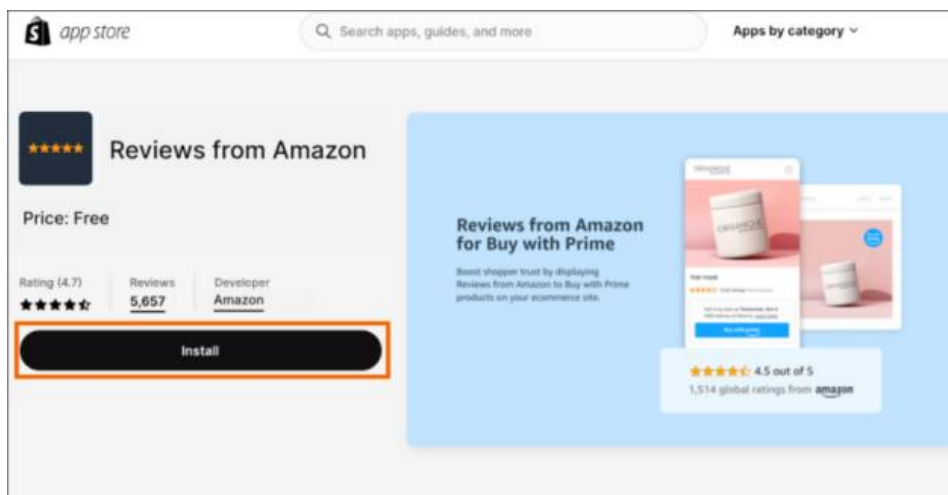 app store
Search apps, guides, and more
Apps by category
Reviews from Amazon
Price: Free
Rating (4.7)
Reviews
5,657
Developer
Amazon
Install
Reviews from Amazon
for Buy with Prime
Boost shopper trust by displaying
Reviews from Amazon to Buy with Prime
products on your ecommerce site.
ORGANIQUE
Hair mask
4.5 out of 5
1,514 global ratings from amazon